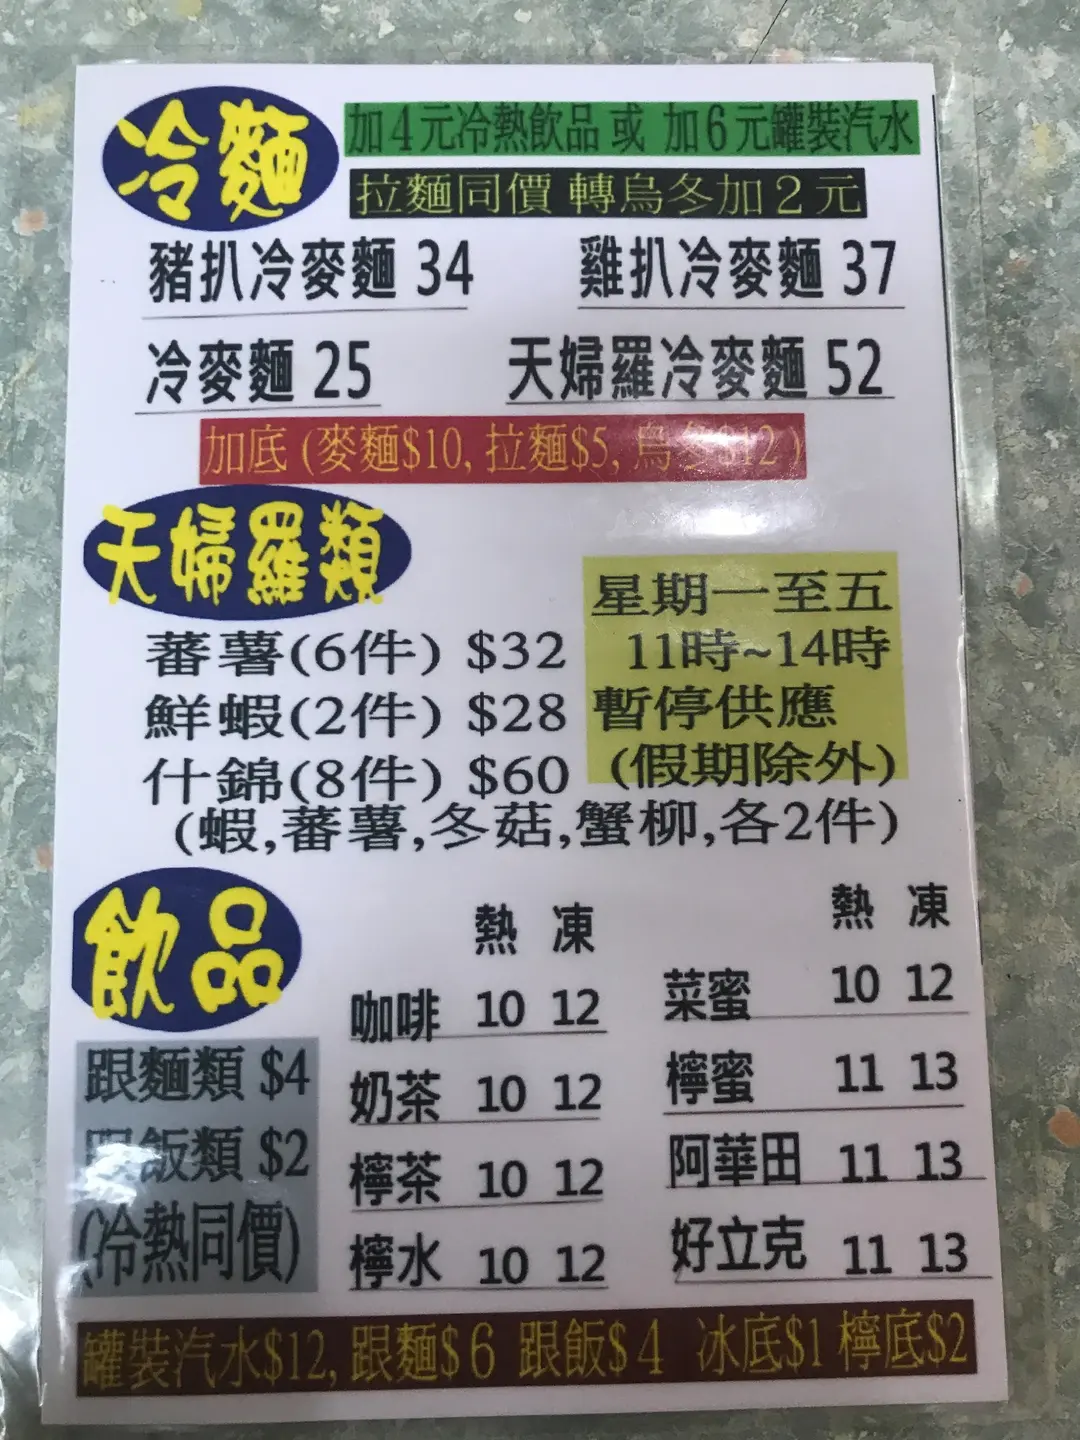 冷麵
加4元冷熱飲品 或 加6元罐裝汽水
拉麵同價 轉烏冬加2元
豬扒冷麥麵 34
雞扒冷麥麵 37
冷麥麵 25
天婦羅冷麥麵 52
加底 (麥麵$10, 拉麵$5, 烏冬$12)
天婦羅類
蕃薯(6件) $32
鮮蝦(2件) $28
什錦(8件) $60
(蝦,蕃薯,冬菇,蟹柳,各2件)
星期一至五
11時~14時
暫停供應
(假期除外)
飲品
跟麵類 $4
跟飯類 $2
(冷熱同價)
熱 凍
咖啡 10 12
奶茶 10 12
檸茶 10 12
檸水 10 12
熱 凍
菜蜜 10 12
檸蜜 11 13
阿華田 11 13
好立克 11 13
罐裝汽水$12, 跟麵$6 跟飯$4 冰底$1 檸底$2